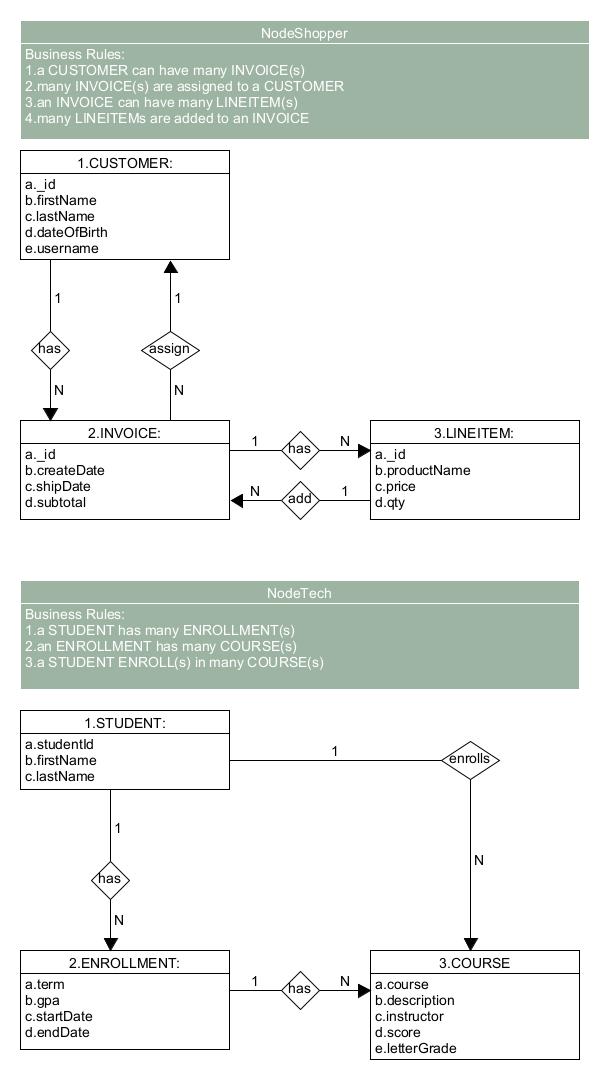 NodeShopper
Business Rules:
1.a CUSTOMER can have many INVOICE(s)
2.many INVOICE(s) are assigned to a CUSTOMER
3.an INVOICE can have many LINEITEM(s)
4.many LINEITEMs are added to an INVOICE
1.CUSTOMER:
a._id
b.firstName
c.lastName
d.dateOfBirth
e.username
1
1
has
assign
N
N
2.INVOICE:
a._id
b.createDate
c.shipDate
d.subtotal
1
has
N
N
add
1
3.LINEITEM:
a._id
b.productName
c.price
d.qty
NodeTech
Business Rules:
1.a STUDENT has many ENROLLMENT(s)
2.an ENROLLMENT has many COURSE(s)
3.a STUDENT ENROLL(s) in many COURSE(s)
1.STUDENT:
a.studentId
b.firstName
c.lastName
1
enrolls
N
1
has
N
2.ENROLLMENT:
a.term
b.gpa
c.startDate
d.endDate
1
has
N
3.COURSE
a.course
b.description
c.instructor
d.score
e.letterGrade